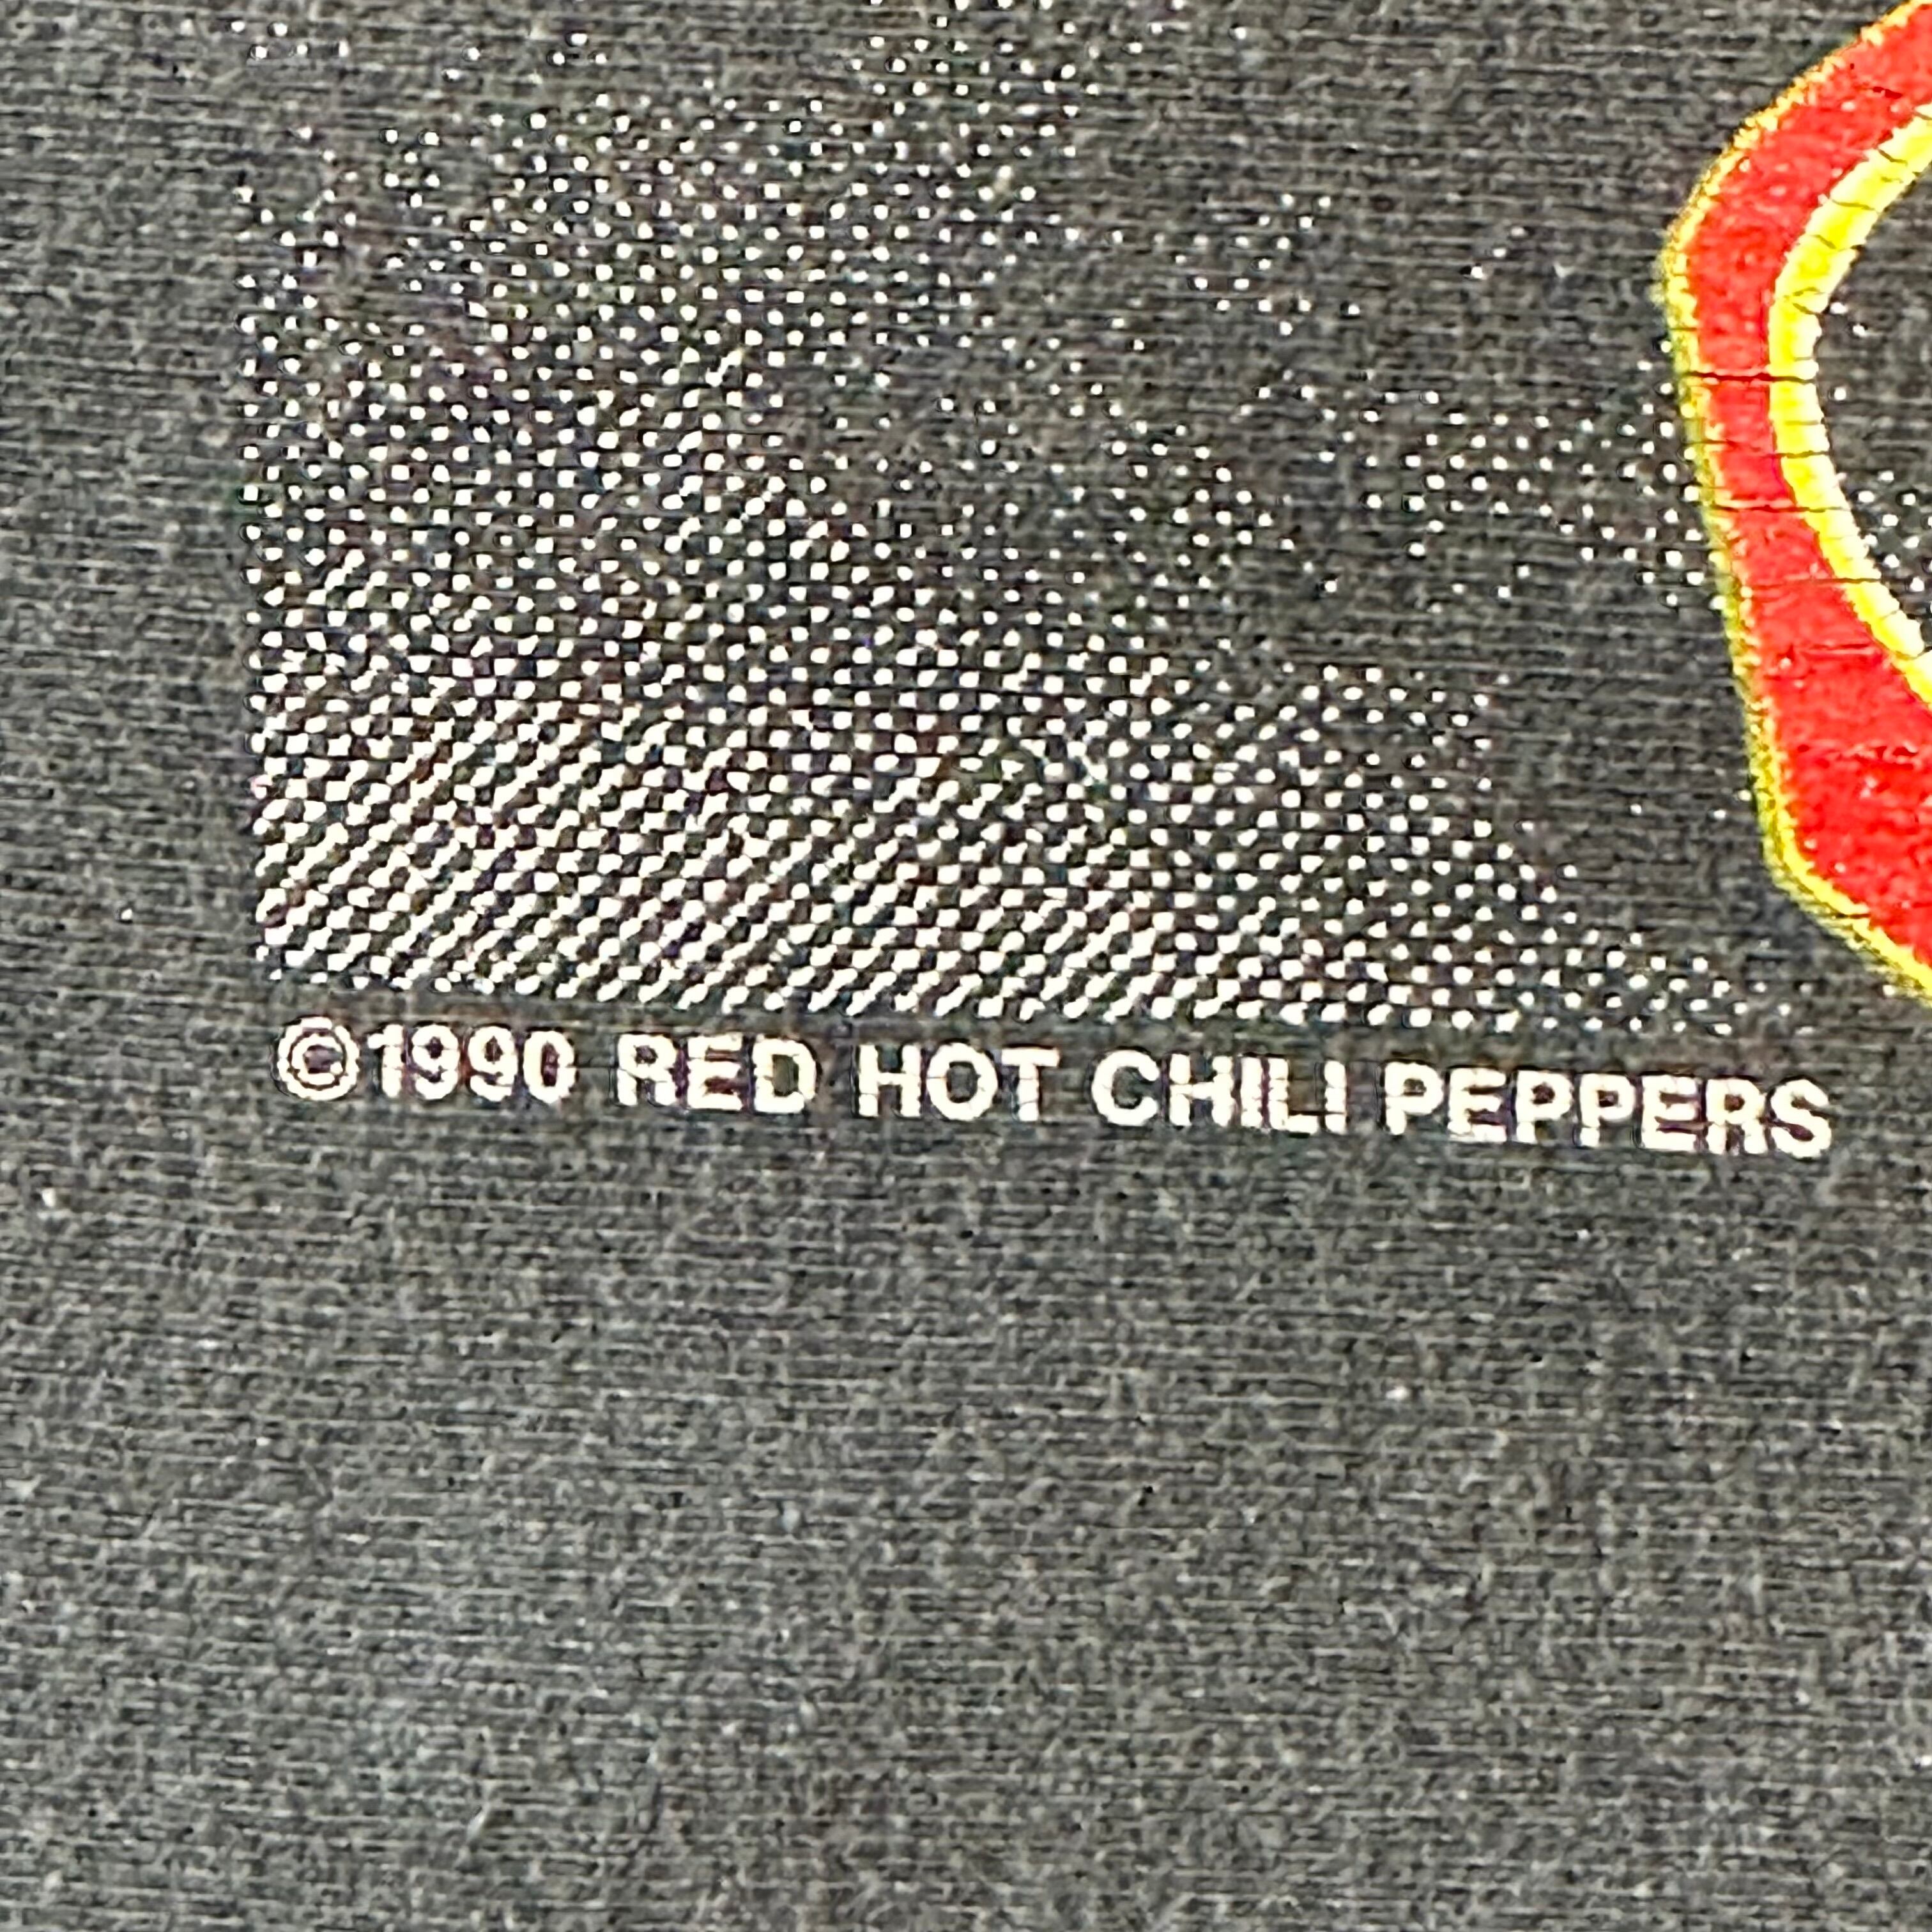 ©1990 RED HOT CHILI PEPPERS